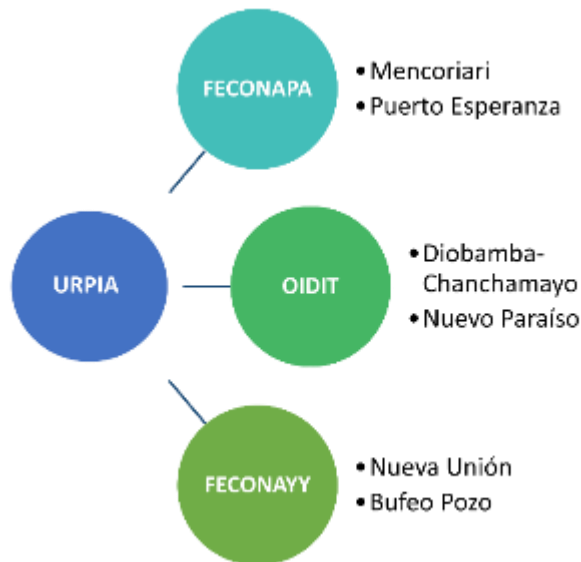 FECONAPA
• Mencoriari
• Puerto Esperanza
URPIA
OIDIT
• Diobamba-
Chanchamayo
• Nuevo Paraíso
FECONAYY
• Nueva Unión
• Bufeo Pozo